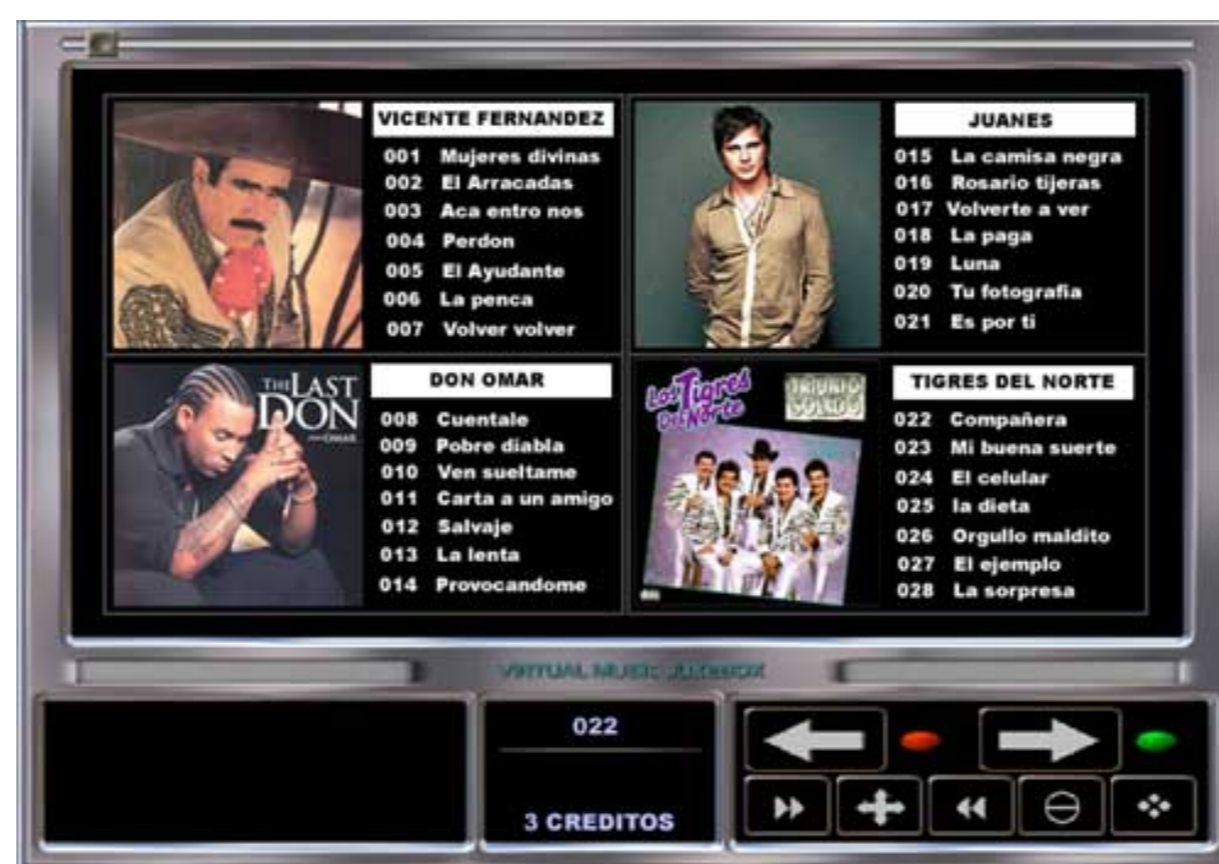 VICENTE FERNANDEZ
001 Mujeres divinas
002 El Arracadas
003 Aca entro nos
004 Perdon
005 El Ayudante
006 La penca
007 Volver volver
JUANES
015 La camisa negra
016 Rosario tijeras
017 Volverte a ver
018 La paga
019 Luna
020 Tu fotografia
021 Es por ti
THE LAST
DON
OMAR
DON OMAR
008 Cuentale
009 Pobre diabla
010 Ven sueltame
011 Carta a un amigo
012 Salvaje
013 La lenta
014 Provocandome
Los Tigres
Del Norte
TRIUNFO
SOLIDO
TIGRES DEL NORTE
022 Compañera
023 Mi buena suerte
024 El celular
025 la dieta
026 Orgullo maldito
027 El ejemplo
028 La sorpresa
VIRTUAL MUSIC JUKEBOX
022
3 CREDITOS